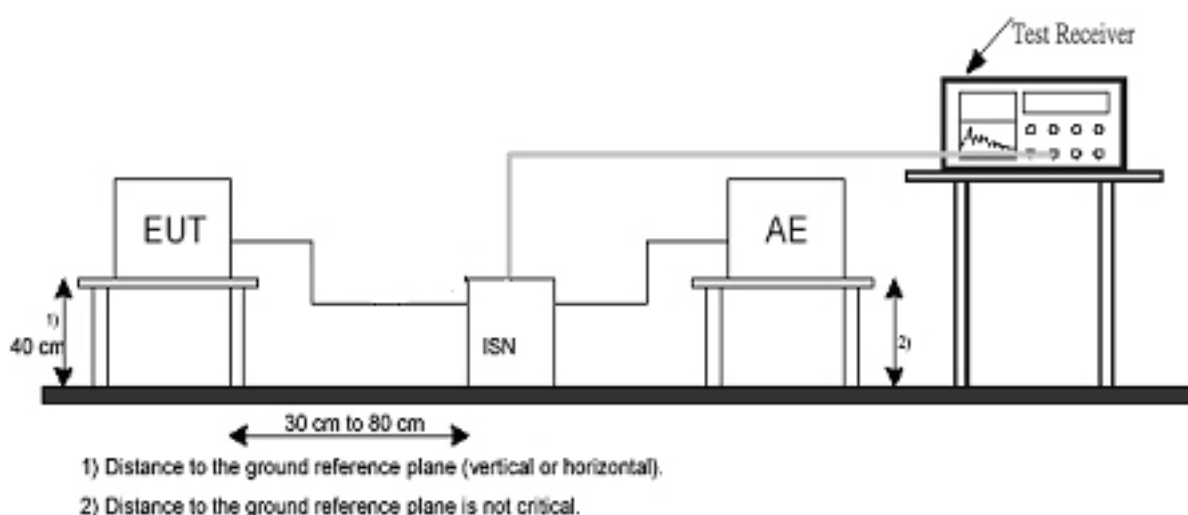 Test Receiver
EUT
AE
1)
40 cm
ISN
2)
30 cm to 80 cm
1) Distance to the ground reference plane (vertical or horizontal).
2) Distance to the ground reference plane is not critical.